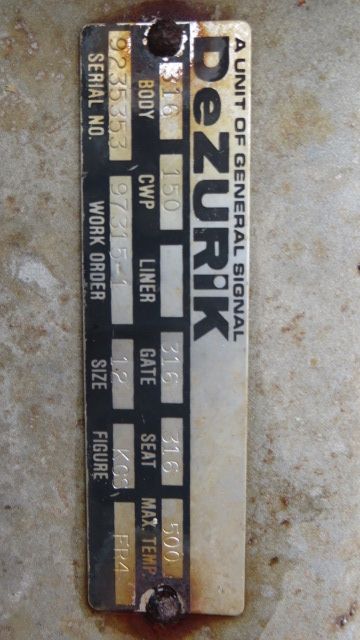 A UNIT OF GENERAL SIGNAL
DeZURiK
316 150 316 316 500
BODY CWP LINER GATE SEAT MAX. TEMP.
9235353 97315-1 12 KGS FD4
SERIAL NO. WORK ORDER SIZE FIGURE